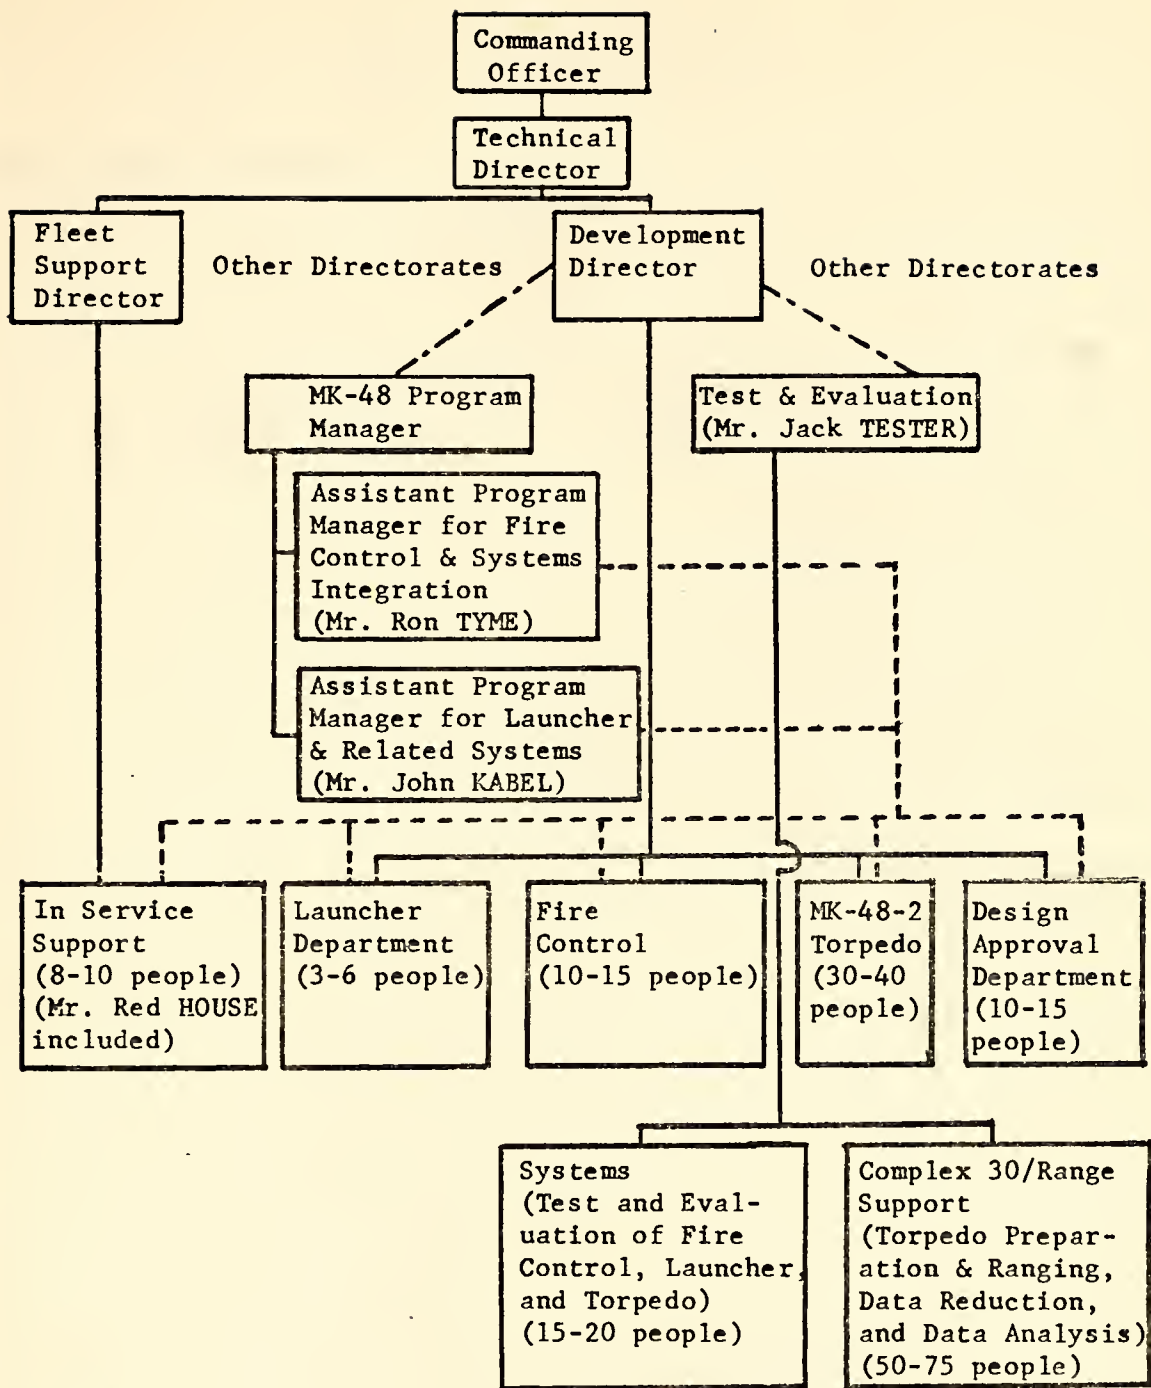 Commanding
Officer
Technical
Director
Fleet
Support
Director
Other Directorates
Development
Director
Other Directorates
MK-48 Program
Manager
Test & Evaluation
(Mr. Jack TESTER)
Assistant Program
Manager for Fire
Control & Systems
Integration
(Mr. Ron TYME)
Assistant Program
Manager for Launcher
& Related Systems
(Mr. John KABEL)
In Service
Support
(8-10 people)
(Mr. Red HOUSE
included)
Launcher
Department
(3-6 people)
Fire
Control
(10-15 people)
MK-48-2
Torpedo
(30-40
people)
Design
Approval
Department
(10-15
people)
Systems
(Test and Eval-
uation of Fire
Control, Launcher,
and Torpedo)
(15-20 people)
Complex 30/Range
Support
(Torpedo Prepar-
ation & Ranging,
Data Reduction,
and Data Analysis)
(50-75 people)